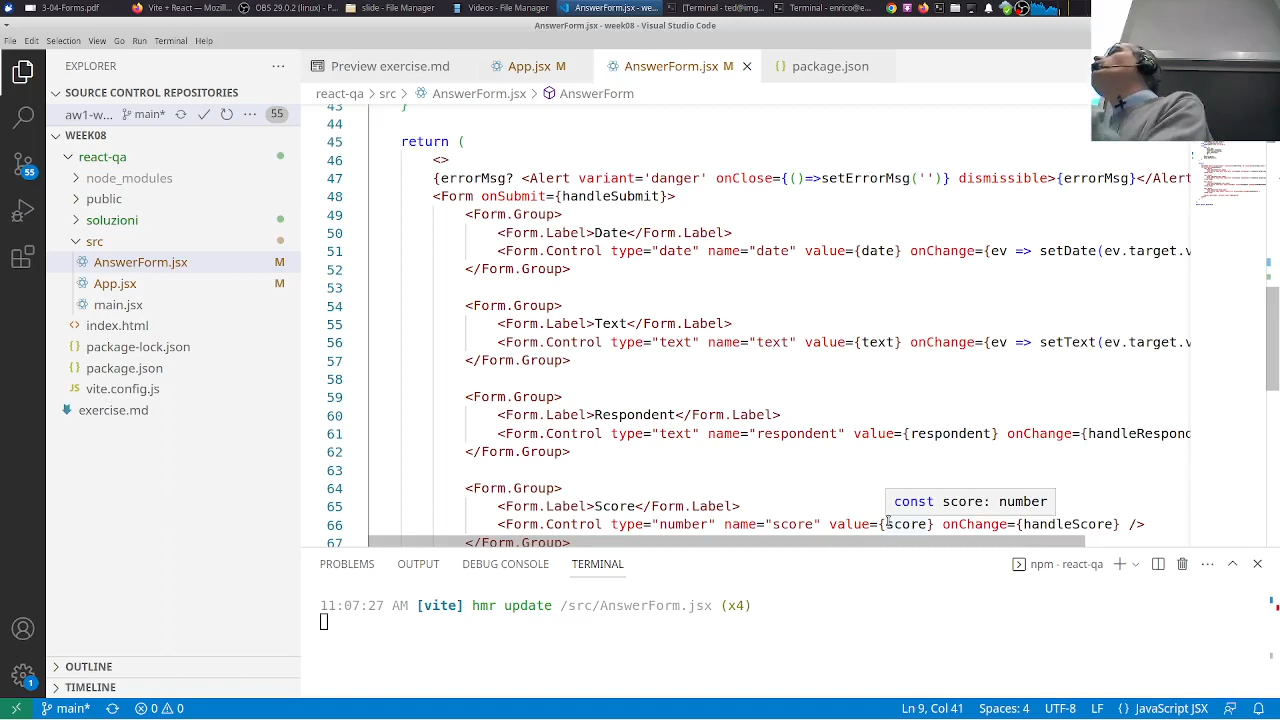 3.04-FormFunct.pdf
Vite + React — Mozill...
OBS 29.0.2 (linux) - P...
slide-File Manager
Videos-File Manager
AnswerForm.jsx - we...
[Terminal - ted@img...
Terminal - enrico@...
AnswerForm.jsx - week08 - Visual Studio Code
File Edit Selection View Go Run Terminal Help
EXPLORER
SOURCE CONTROL REPOSITORIES
aw1-w... main* 55
WEEK08
react-qa
node_modules
public
soluzioni
src
AnswerForm.jsx M
App.jsx M
main.jsx
index.html
package-lock.json
package.json
vite.config.js
exercise.md
OUTLINE
TIMELINE
55
1
Preview exercise.md App.jsx M AnswerForm.jsx M package.json
react-qa > src > AnswerForm.jsx > AnswerForm
43 }
44
45 return (
46 <>
47 {errorMsg? <Alert variant='danger' onClose={()=>setErrorMsg('')} dismissible>{errorMsg}</Alert
48 <Form onSubmit={handleSubmit}>
49 <Form.Group>
50 <Form.Label>Date</Form.Label>
51 <Form.Control type="date" name="date" value={date} onChange={ev => setDate(ev.target.v
52 </Form.Group>
53
54 <Form.Group>
55 <Form.Label>Text</Form.Label>
56 <Form.Control type="text" name="text" value={text} onChange={ev => setText(ev.target.v
57 </Form.Group>
58
59 <Form.Group>
60 <Form.Label>Respondent</Form.Label>
61 <Form.Control type="text" name="respondent" value={respondent} onChange={handleRespond
62 </Form.Group>
63
64 <Form.Group>
const score: number
65 <Form.Label>Score</Form.Label>
66 <Form.Control type="number" name="score" value={score} onChange={handleScore} />
67 </Form.Group>
PROBLEMS OUTPUT DEBUG CONSOLE TERMINAL
npm - react-qa
11:07:27 AM [vite] hmr update /src/AnswerForm.jsx (x4)
main* 0 0 Ln 9, Col 41 Spaces: 4 UTF-8 LF {} JavaScript JSX